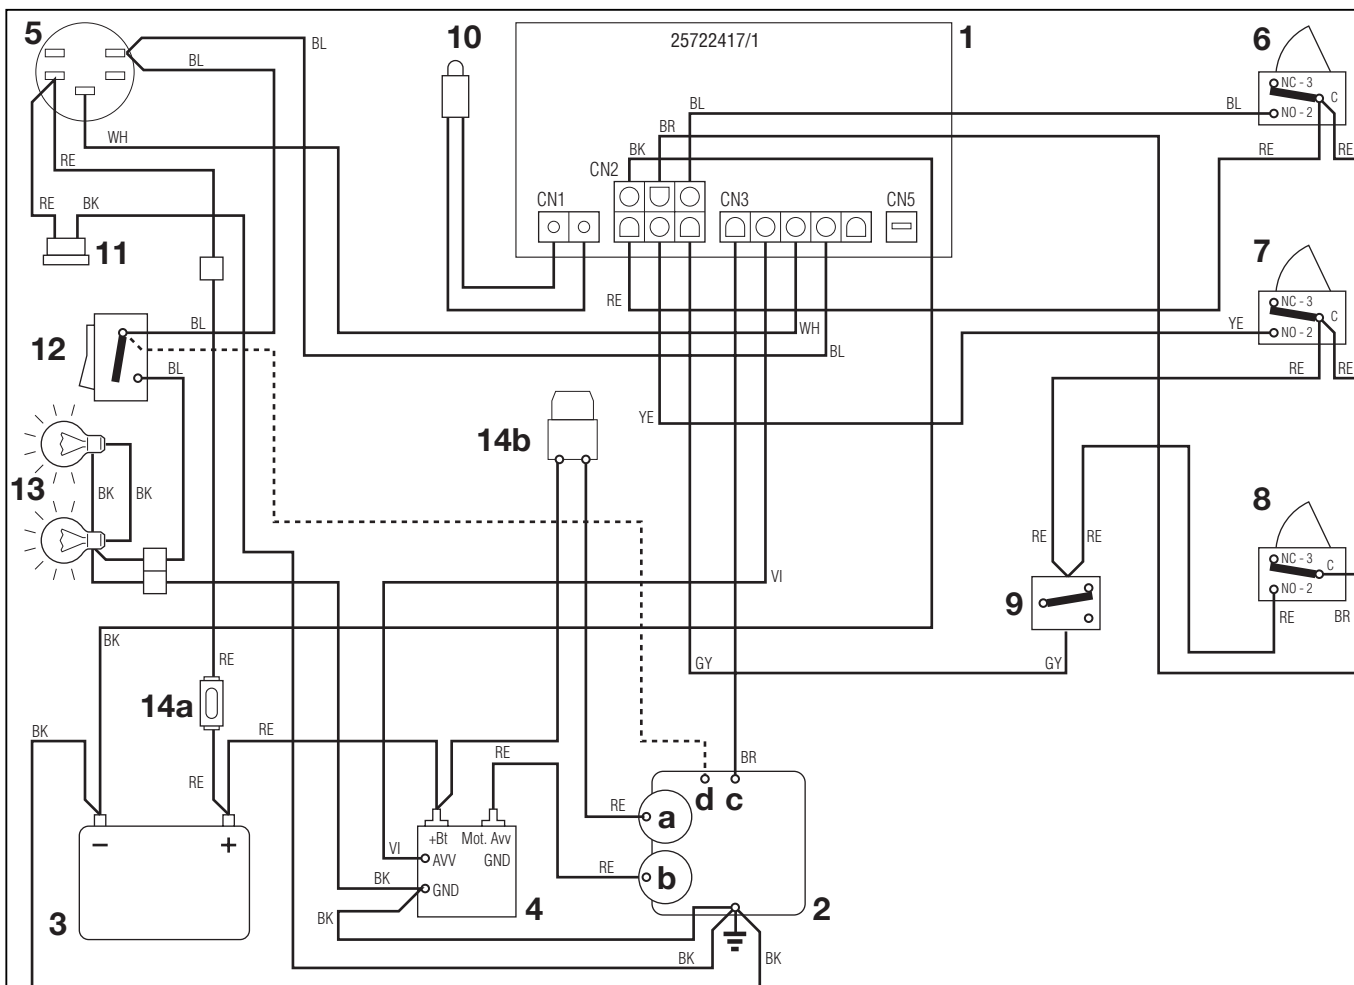 5
BL
10
25722417/1
1
6
BL
NC - 3
C
BL
BL
NO - 2
WH
BR
RE
BK
RE
RE
CN2
RE
BK
CN1
CN3
CN5
11
7
NC - 3
RE
C
BL
WH
YE
NO - 2
12
BL
BL
RE
RE
YE
14b
13
BK
BK
8
RE
RE
NC - 3
C
VI
NO - 2
9
RE
BR
BK
RE
GY
GY
14a
BK
RE
RE
BR
RE
d
c
RE
a
+Bt
Mot. Avv
–
+
VI
AVV
GND
RE
b
BK
GND
3
BK
4
2
BK
BK